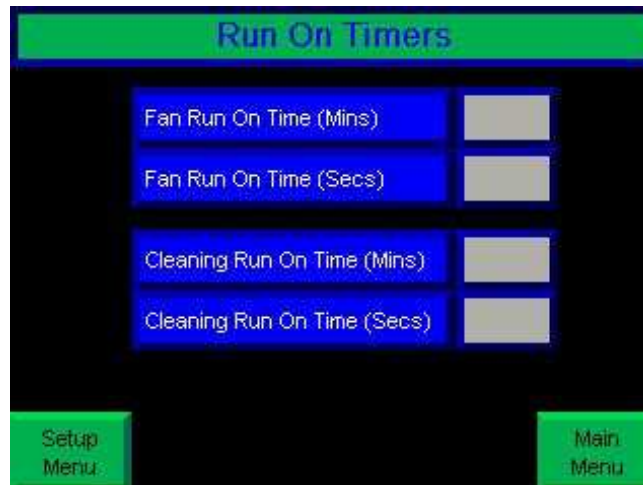 Run On Timers
Fan Run On Time (Mins)
Fan Run On Time (Secs)
Cleaning Run On Time (Mins)
Cleaning Run On Time (Secs)
Setup
Menu
Main
Menu